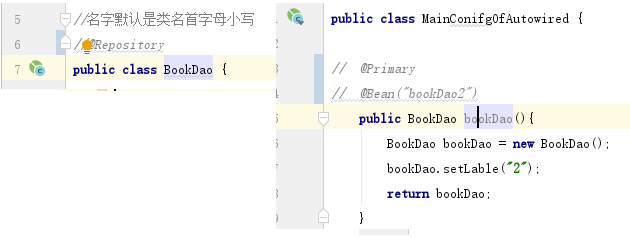 5 //名字默认是类名首字母小写
6 //@Repository
7 public class BookDao {
public class MainConifgOfAutowired {
// @Primary
// @Bean("bookDao2")
public BookDao bookDao(){
BookDao bookDao = new BookDao();
bookDao.setLable("2");
return bookDao;
}